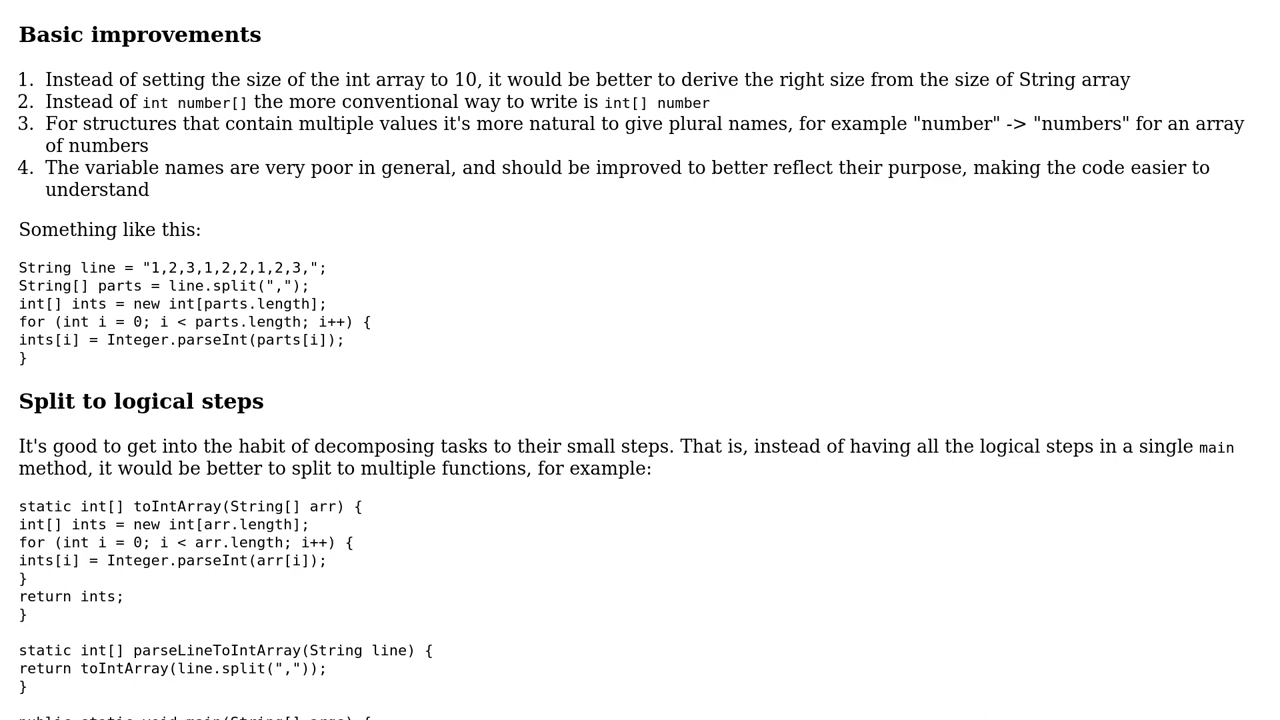 Basic improvements
1. Instead of setting the size of the int array to 10, it would be better to derive the right size from the size of String array
2. Instead of int number[] the more conventional way to write is int[] number
3. For structures that contain multiple values it's more natural to give plural names, for example "number" -> "numbers" for an array
of numbers
4. The variable names are very poor in general, and should be improved to better reflect their purpose, making the code easier to
understand
Something like this:
String line = "1,2,3,1,2,2,1,2,3,";
String[] parts = line.split(",");
int[] ints = new int[parts.length];
for (int i = 0; i < parts.length; i++) {
ints[i] = Integer.parseInt(parts[i]);
}
Split to logical steps
It's good to get into the habit of decomposing tasks to their small steps. That is, instead of having all the logical steps in a single main
method, it would be better to split to multiple functions, for example:
static int[] toIntArray(String[] arr) {
int[] ints = new int[arr.length];
for (int i = 0; i < arr.length; i++) {
ints[i] = Integer.parseInt(arr[i]);
}
return ints;
}
static int[] parseLineToIntArray(String line) {
return toIntArray(line.split(","));
}
public static void main(String[] args) {